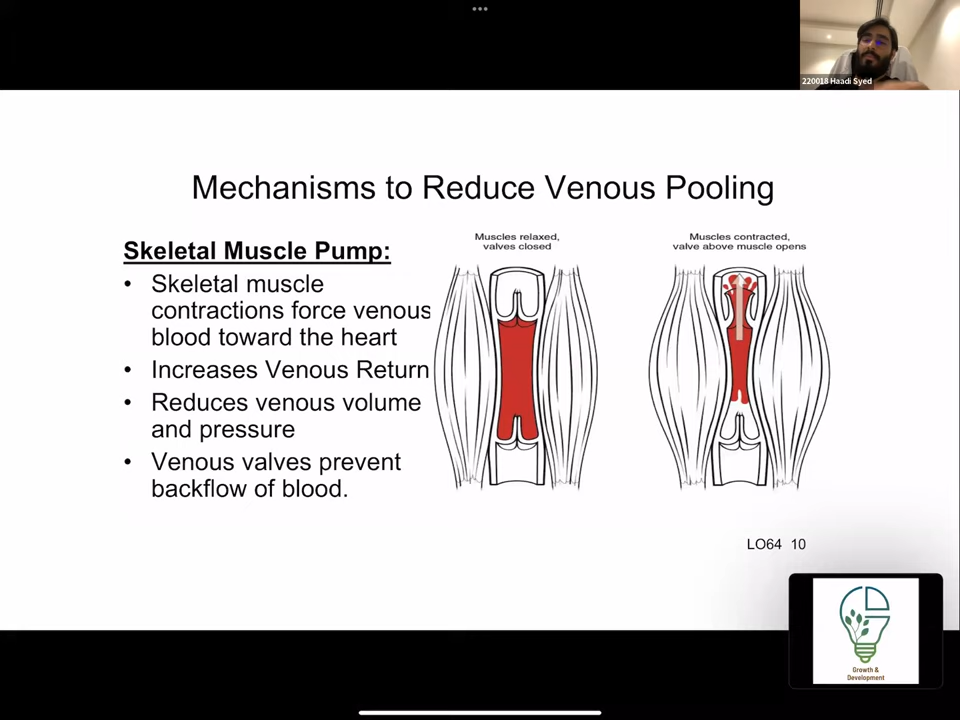 220018 Haadi Syed
Mechanisms to Reduce Venous Pooling
Skeletal Muscle Pump:
• Skeletal muscle
contractions force venous
blood toward the heart
• Increases Venous Return
• Reduces venous volume
and pressure
• Venous valves prevent
backflow of blood.
Muscles relaxed,
valves closed
Muscles contracted,
valve above muscle opens
LO64 10
Growth &
Development